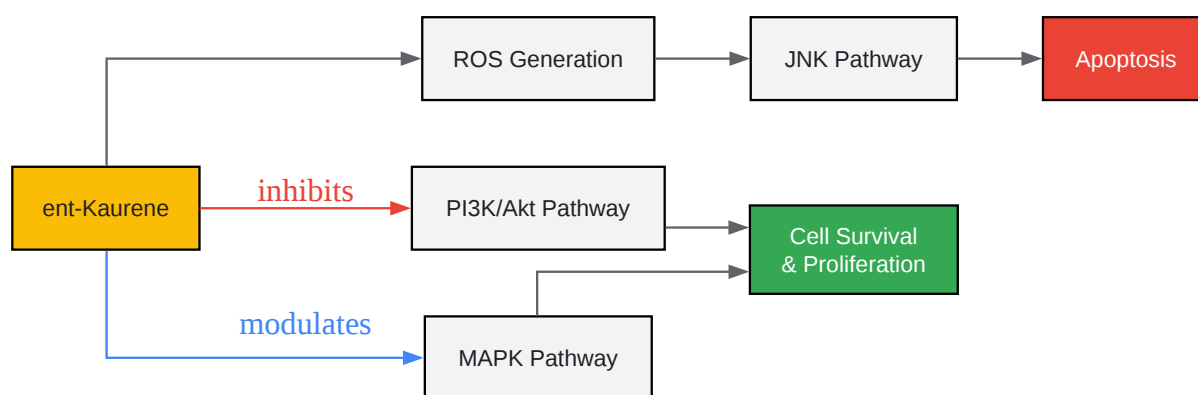 ROS Generation
JNK Pathway
Apoptosis
ent-Kaurene
inhibits
PI3K/Akt Pathway
Cell Survival
& Proliferation
modulates
MAPK Pathway